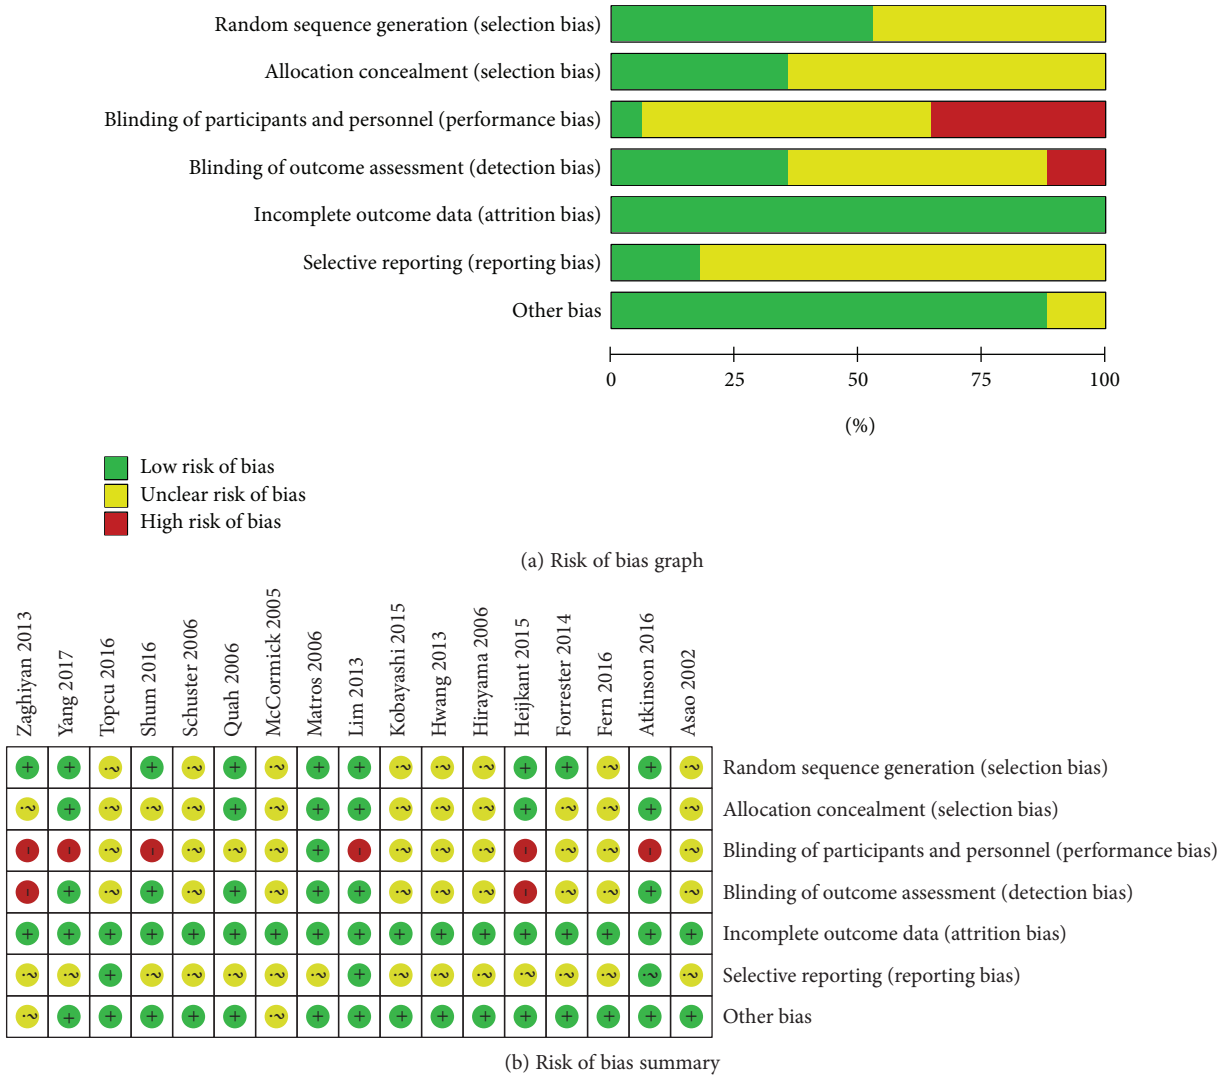 Random sequence generation (selection bias)
Allocation concealment (selection bias)
Blinding of participants and personnel (performance bias)
Blinding of outcome assessment (detection bias)
Incomplete outcome data (attrition bias)
Selective reporting (reporting bias)
Other bias
0 25 50 75 100
(%)
Low risk of bias
Unclear risk of bias
High risk of bias
(a) Risk of bias graph
Zaghiyan 2013
Yang 2017
Topcu 2016
Shum 2016
Schuster 2006
Quah 2006
McCormick 2005
Matros 2006
Lim 2013
Kobayashi 2015
Hwang 2013
Hirayama 2006
Heijkant 2015
Forrester 2014
Fern 2016
Atkinson 2016
Asao 2002
+ + ? + ? + ? + + ? ? ? + + ? + ? Random sequence generation (selection bias)
? + ? ? ? + ? + + ? ? ? + ? ? + ? Allocation concealment (selection bias)
– – ? – ? ? ? + – ? ? ? – ? ? – ? Blinding of participants and personnel (performance bias)
– + ? + ? + ? + + ? ? ? – ? ? + ? Blinding of outcome assessment (detection bias)
+ + + + + + + + + + + + + + + + + Incomplete outcome data (attrition bias)
? ? + ? ? ? ? ? + ? ? ? ? ? ? ? ? Selective reporting (reporting bias)
? + + + + + ? + + + + + + + + + + Other bias
(b) Risk of bias summary